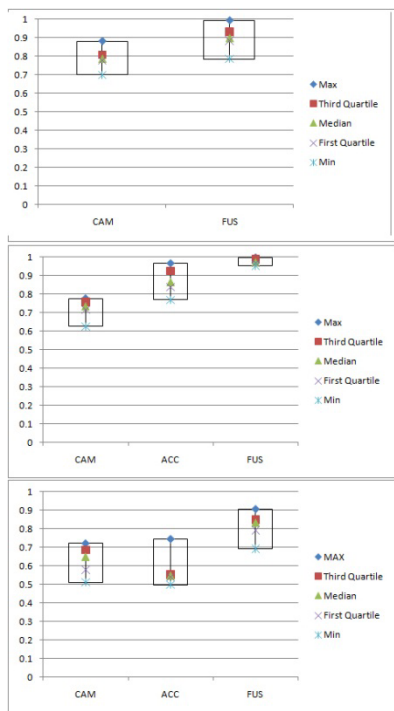 1
0.9
0.8
0.7
0.6
0.5
0.4
0.3
0.2
0.1
0
CAM FUS
Max
Third Quartile
Median
First Quartile
Min
1
0.9
0.8
0.7
0.6
0.5
0.4
0.3
0.2
0.1
0
CAM ACC FUS
Max
Third Quartile
Median
First Quartile
Min
1
0.9
0.8
0.7
0.6
0.5
0.4
0.3
0.2
0.1
0
CAM ACC FUS
MAX
Third Quartile
Median
First Quartile
Min